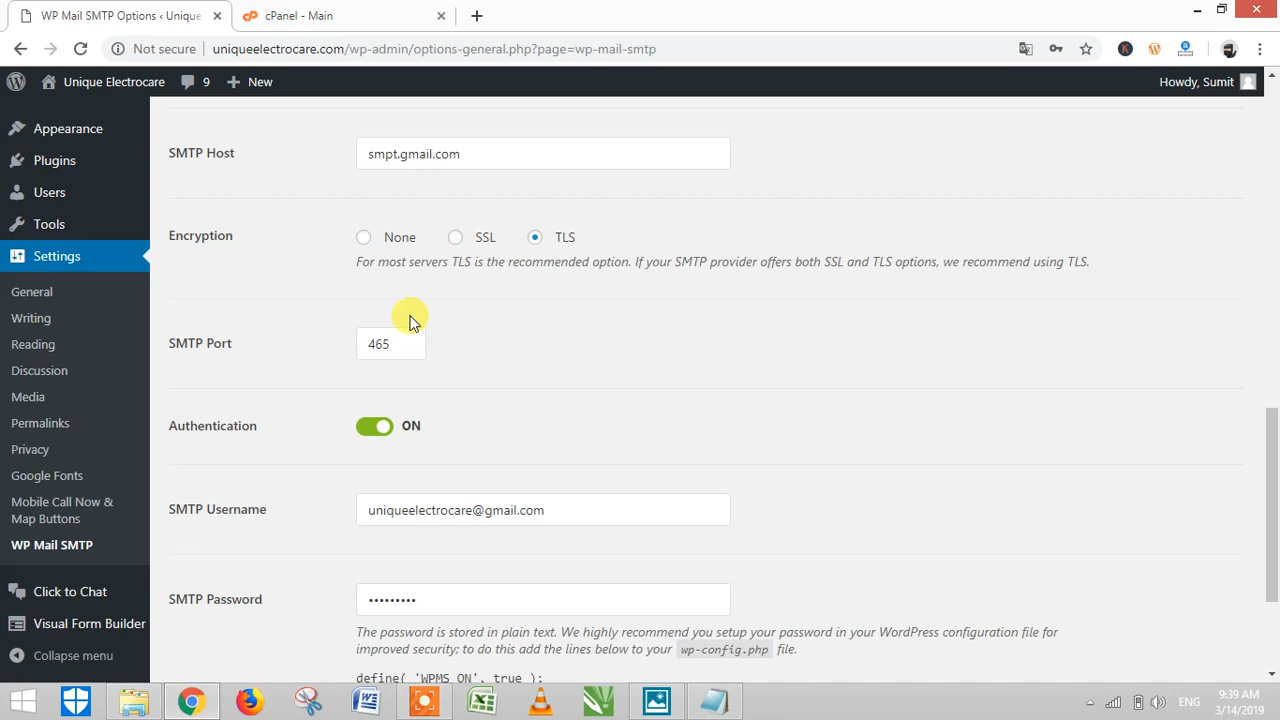 WP Mail SMTP Options ‹ Unique
cPanel - Main
Not secure
uniqueelectrocare.com/wp-admin/options-general.php?page=wp-mail-smtp
Unique Electrocare
9
New
Howdy, Sumit
Appearance
Plugins
Users
Tools
Settings
General
Writing
Reading
Discussion
Media
Permalinks
Privacy
Google Fonts
Mobile Call Now &
Map Buttons
WP Mail SMTP
Click to Chat
Visual Form Builder
Collapse menu
SMTP Host
smpt.gmail.com
Encryption
None SSL TLS
For most servers TLS is the recommended option. If your SMTP provider offers both SSL and TLS options, we recommend using TLS.
SMTP Port
465
Authentication
ON
SMTP Username
uniqueelectrocare@gmail.com
SMTP Password
•••••••••
The password is stored in plain text. We highly recommend you setup your password in your WordPress configuration file for
improved security; to do this add the lines below to your wp-config.php file.
define( 'WPMS_ON', true );
ENG
9:39 AM
3/14/2019